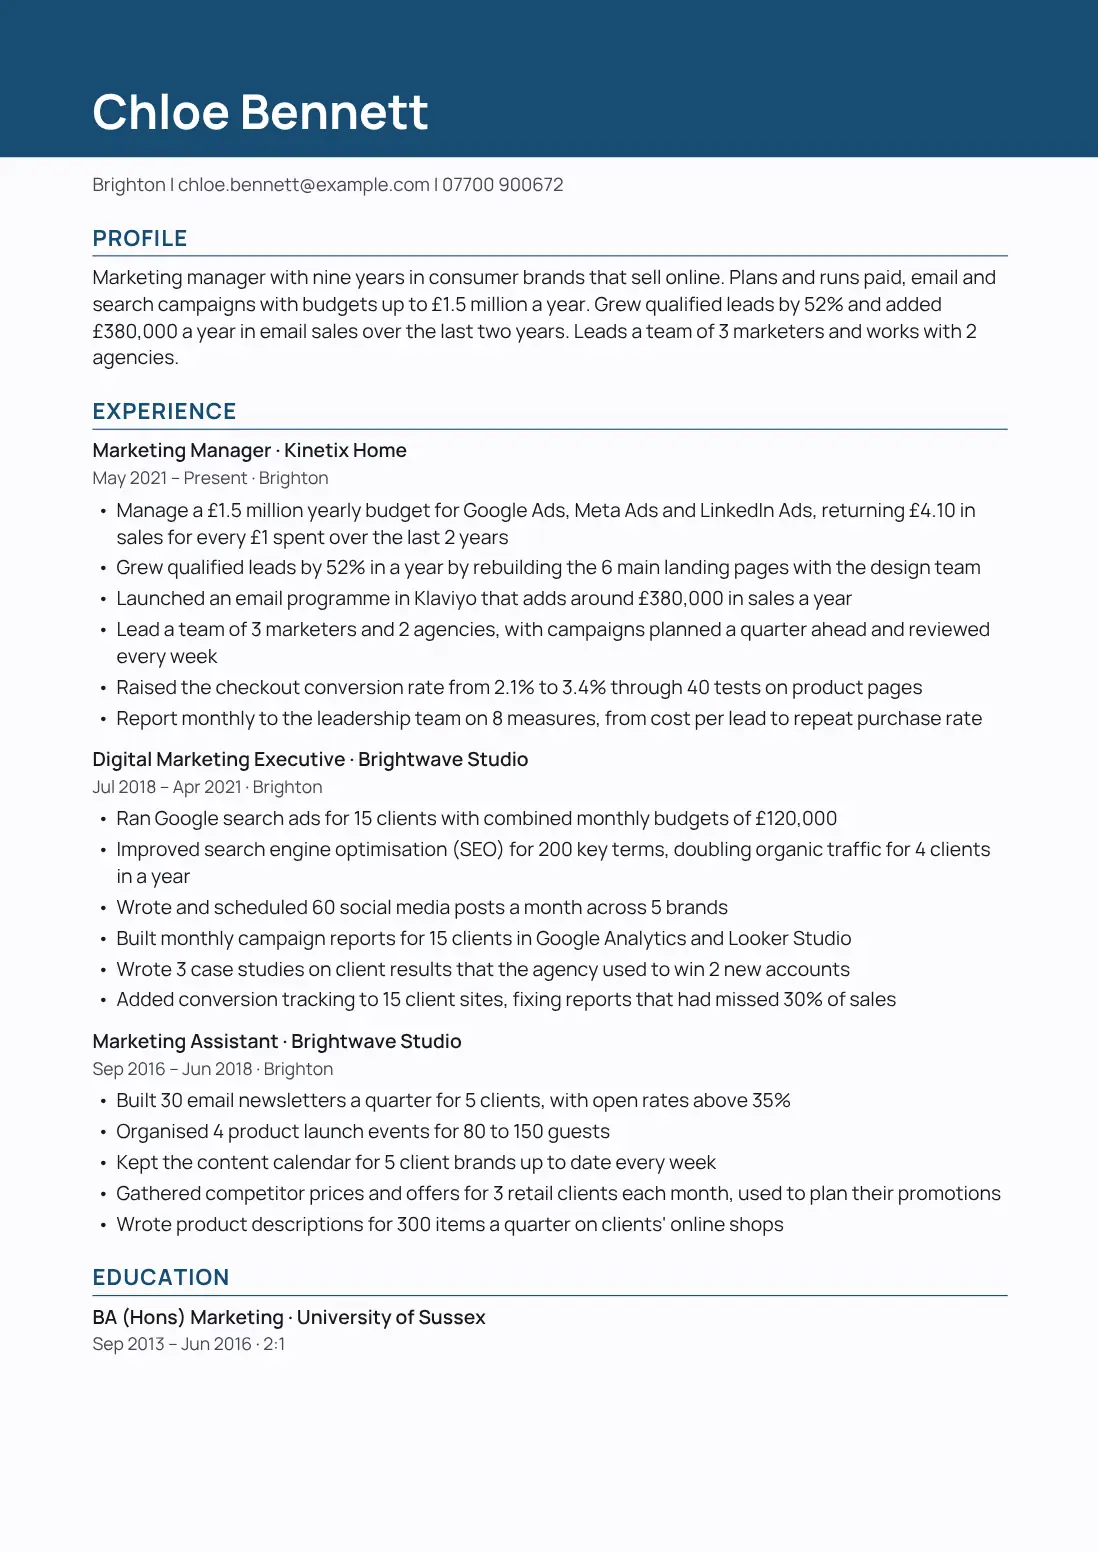 Chloe Bennett
Brighton | chloe.bennett@example.com | 07700 900672
PROFILE
Marketing manager with nine years in consumer brands that sell online. Plans and runs paid, email and
search campaigns with budgets up to £1.5 million a year. Grew qualified leads by 52% and added
£380,000 a year in email sales over the last two years. Leads a team of 3 marketers and works with 2
agencies.
EXPERIENCE
Marketing Manager · Kinetix Home
May 2021 – Present · Brighton
• Manage a £1.5 million yearly budget for Google Ads, Meta Ads and LinkedIn Ads, returning £4.10 in
sales for every £1 spent over the last 2 years
• Grew qualified leads by 52% in a year by rebuilding the 6 main landing pages with the design team
• Launched an email programme in Klaviyo that adds around £380,000 in sales a year
• Lead a team of 3 marketers and 2 agencies, with campaigns planned a quarter ahead and reviewed
every week
• Raised the checkout conversion rate from 2.1% to 3.4% through 40 tests on product pages
• Report monthly to the leadership team on 8 measures, from cost per lead to repeat purchase rate
Digital Marketing Executive · Brightwave Studio
Jul 2018 – Apr 2021 · Brighton
• Ran Google search ads for 15 clients with combined monthly budgets of £120,000
• Improved search engine optimisation (SEO) for 200 key terms, doubling organic traffic for 4 clients
in a year
• Wrote and scheduled 60 social media posts a month across 5 brands
• Built monthly campaign reports for 15 clients in Google Analytics and Looker Studio
• Wrote 3 case studies on client results that the agency used to win 2 new accounts
• Added conversion tracking to 15 client sites, fixing reports that had missed 30% of sales
Marketing Assistant · Brightwave Studio
Sep 2016 – Jun 2018 · Brighton
• Built 30 email newsletters a quarter for 5 clients, with open rates above 35%
• Organised 4 product launch events for 80 to 150 guests
• Kept the content calendar for 5 client brands up to date every week
• Gathered competitor prices and offers for 3 retail clients each month, used to plan their promotions
• Wrote product descriptions for 300 items a quarter on clients' online shops
EDUCATION
BA (Hons) Marketing · University of Sussex
Sep 2013 – Jun 2016 · 2:1